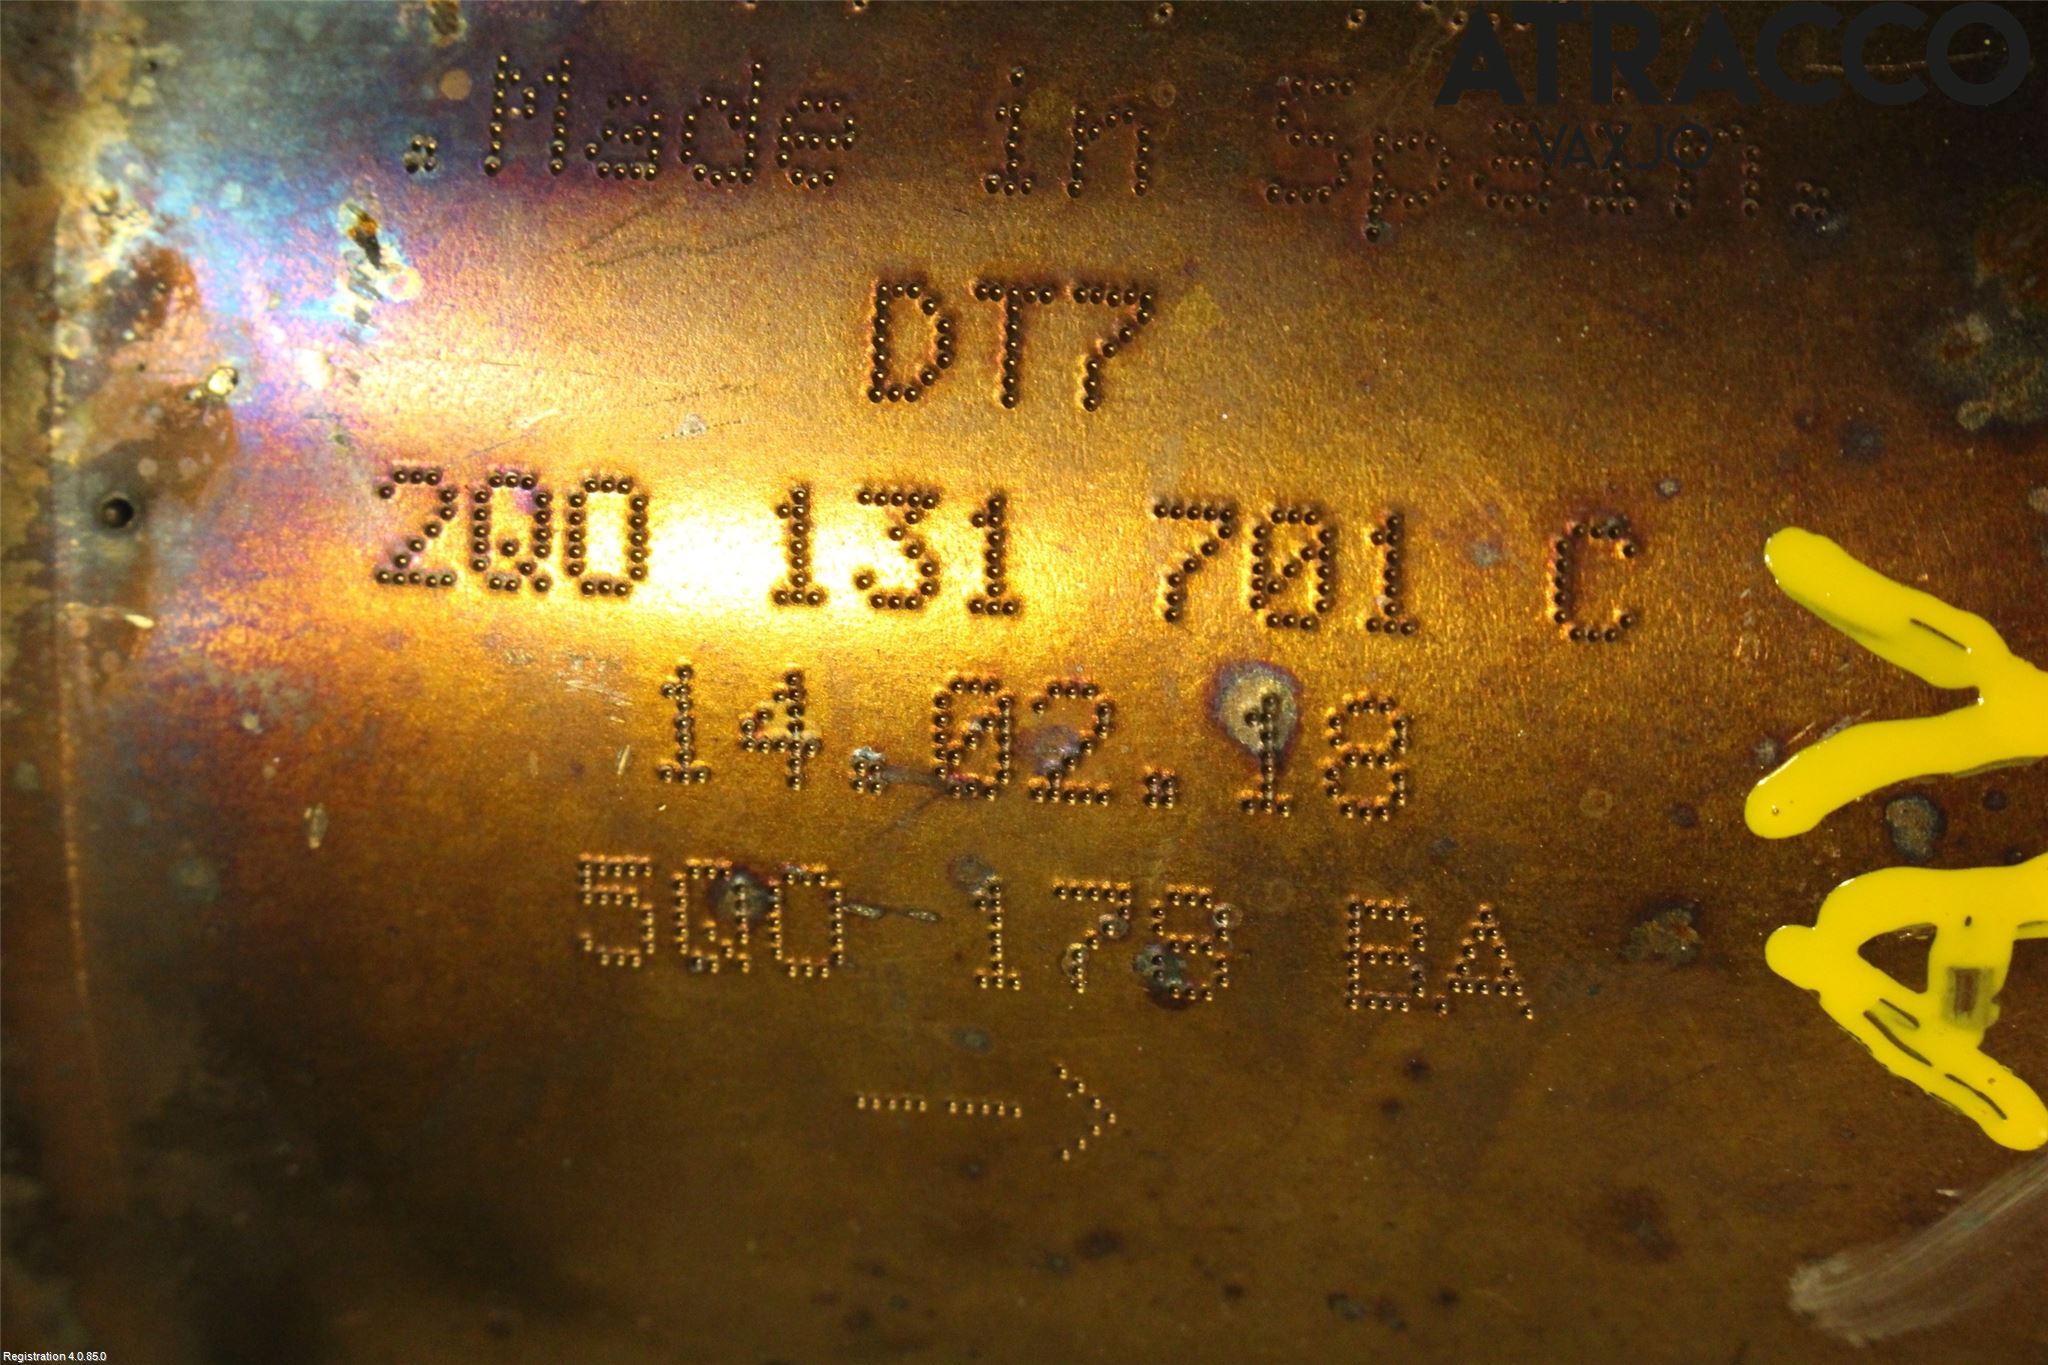 ATRACCO
VAXJO
.Made in Spain.
DT7
2Q0 131 701 C
14.02.18
5Q0 178 BA
-->
Registration 4.0.85.0